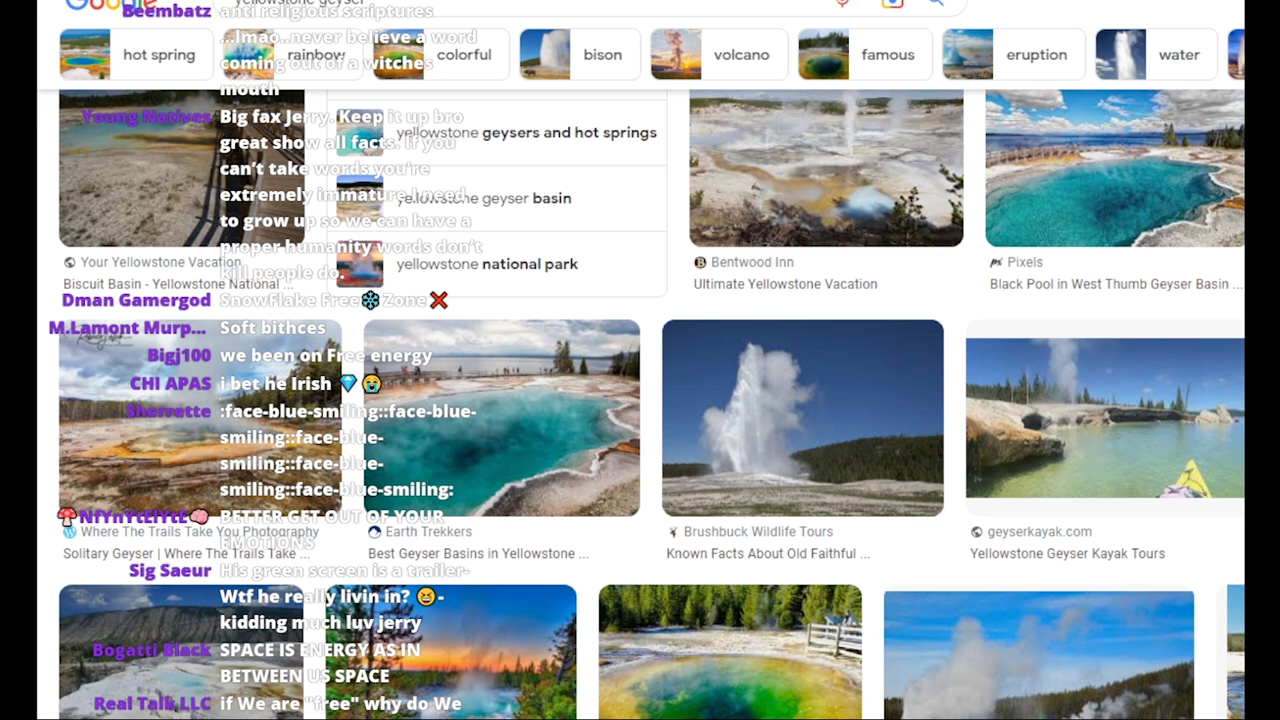 Google
yellowstone geyser
hot spring
rainbow
colorful
bison
volcano
famous
eruption
water
Beembatz anti religious scriptures
...lmao..never believe a word
coming out of a witches
mouth
Young Natives Big fax Jerry. Keep it up bro
great show all facts. If you
can't take words you're
extremely immature I need
to grow up so we can have a
proper humanity words don't
kill people do.
yellowstone geysers and hot springs
yellowstone geyser basin
yellowstone national park
Your Yellowstone Vacation
Biscuit Basin - Yellowstone National ...
Bentwood Inn
Ultimate Yellowstone Vacation
px Pixels
Black Pool in West Thumb Geyser Basin ...
Dman Gamergod SnowFlake Free❄️Zone❌
M.Lamont Murp... Soft bithces
Bigj100 we been on Free energy
CHI APAS i bet he Irish 💎😭
Sherrette :face-blue-smiling::face-blue-
smiling::face-blue-
smiling::face-blue-
smiling::face-blue-smiling:
🍄NfYnYtEfYtE🧠 BETTER GET OUT OF YOUR
EMOTIONS
Where The Trails Take You Photography
Solitary Geyser | Where The Trails Take ...
Earth Trekkers
Best Geyser Basins in Yellowstone ...
Brushbuck Wildlife Tours
Known Facts About Old Faithful ...
geyserkayak.com
Yellowstone Geyser Kayak Tours
Sig Saeur His green screen is a trailer-
Wtf he really livin in? 😆-
kidding much luv jerry
Bogatti Black SPACE IS ENERGY AS IN
BETWEEN US SPACE
Real Talk LLC if We are "free" why do We